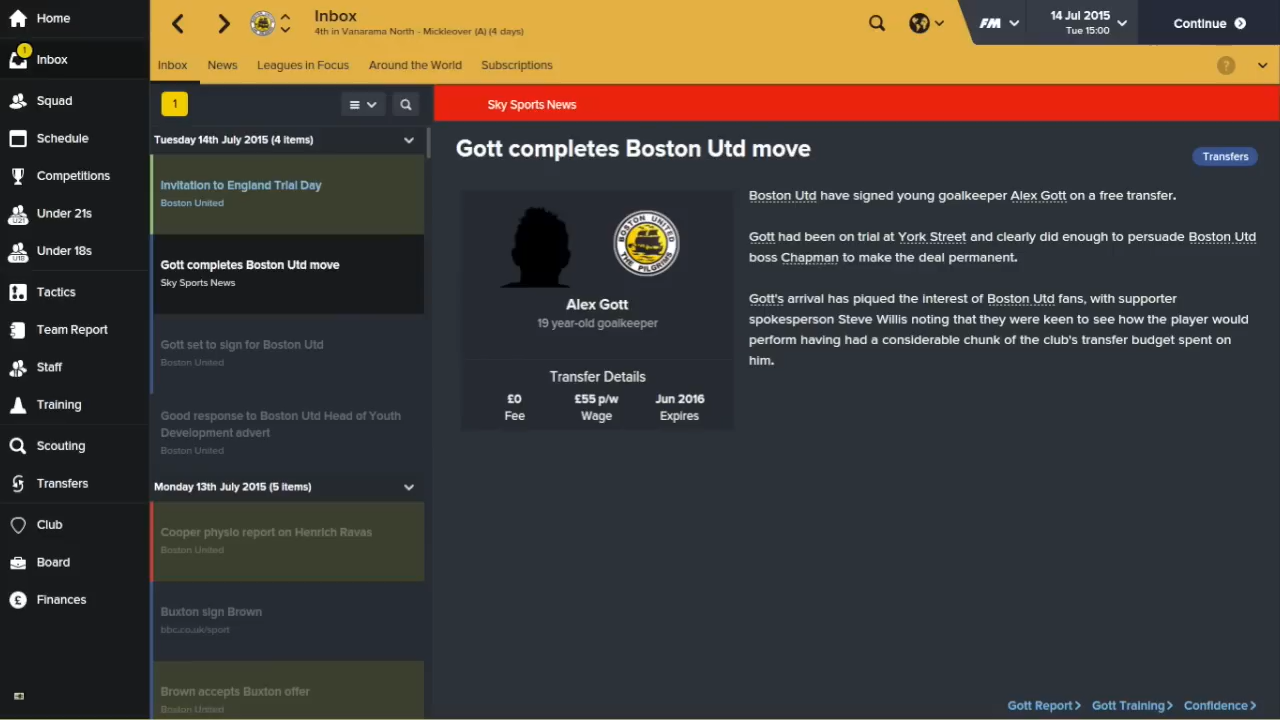 Home
Inbox
4th in Vanarama North - Mickleover (A) (4 days)
FM
14 Jul 2015
Tue 15:00
Continue
1
Inbox
Inbox
News
Leagues in Focus
Around the World
Subscriptions
?
Squad
Schedule
Competitions
U21
Under 21s
U18
Under 18s
Tactics
Team Report
Staff
Training
Scouting
Transfers
Club
Board
£
Finances
1
Tuesday 14th July 2015 (4 items)
Invitation to England Trial Day
Boston United
Gott completes Boston Utd move
Sky Sports News
Gott set to sign for Boston Utd
Boston United
Good response to Boston Utd Head of Youth
Development advert
Boston United
Monday 13th July 2015 (5 items)
Cooper physio report on Henrich Ravas
Boston United
Buxton sign Brown
bbc.co.uk/sport
Brown accepts Buxton offer
Boston United
Sky Sports News
Gott completes Boston Utd move
Transfers
BOSTON UNITED
THE PILGRIMS
Alex Gott
19 year-old goalkeeper
Transfer Details
£0 £55 p/w Jun 2016
Fee Wage Expires
Boston Utd have signed young goalkeeper Alex Gott on a free transfer.
Gott had been on trial at York Street and clearly did enough to persuade Boston Utd
boss Chapman to make the deal permanent.
Gott's arrival has piqued the interest of Boston Utd fans, with supporter
spokesperson Steve Willis noting that they were keen to see how the player would
perform having had a considerable chunk of the club's transfer budget spent on
him.
Gott Report
Gott Training
Confidence